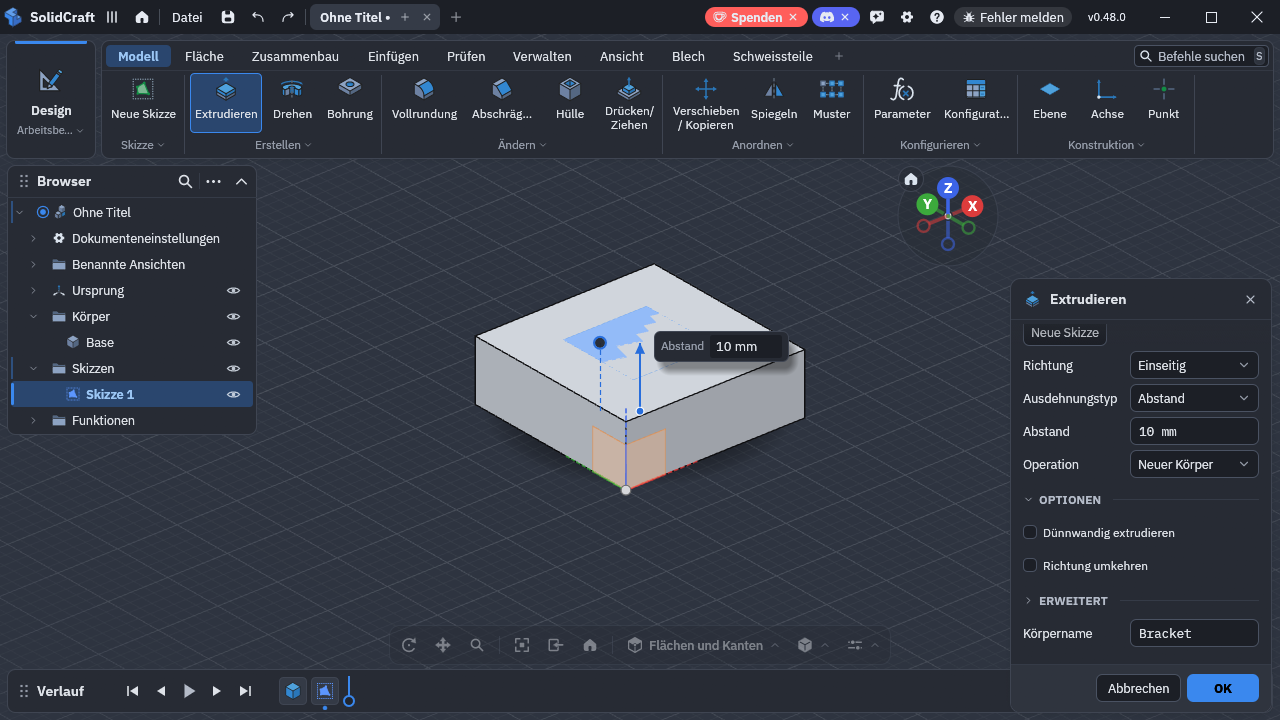 SolidCraft
Datei
Ohne Titel •
Spenden
Fehler melden
v0.48.0
Design
Arbeitsbe...
Modell
Fläche
Zusammenbau
Einfügen
Prüfen
Verwalten
Ansicht
Blech
Schweissteile
Befehle suchen
S
Neue Skizze
Extrudieren
Drehen
Bohrung
Vollrundung
Abschräg...
Hülle
Drücken/
Ziehen
Verschieben
/ Kopieren
Spiegeln
Muster
Parameter
Konfigurat...
Ebene
Achse
Punkt
Skizze
Erstellen
Ändern
Anordnen
Konfigurieren
Konstruktion
Browser
Ohne Titel
Dokumenteneinstellungen
Benannte Ansichten
Ursprung
Körper
Base
Skizzen
Skizze 1
Funktionen
Z
Y
X
Abstand
10 mm
Extrudieren
Neue Skizze
Richtung
Einseitig
Ausdehnungstyp
Abstand
Abstand
10 mm
Operation
Neuer Körper
OPTIONEN
Dünnwandig extrudieren
Richtung umkehren
ERWEITERT
Körpername
Bracket
Abbrechen
OK
Flächen und Kanten
Verlauf